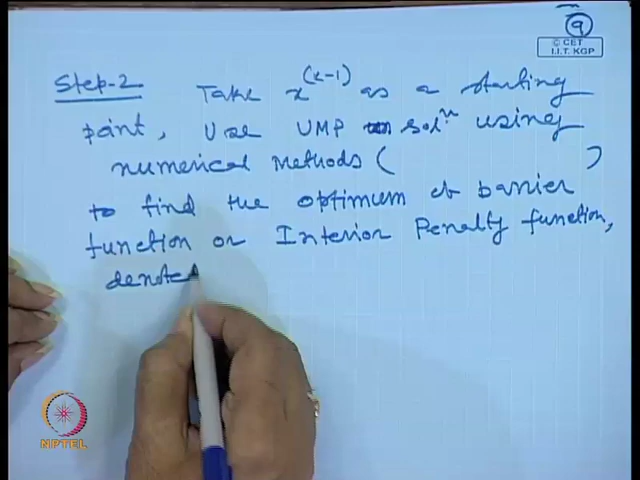 9
© CET
I.I.T. KGP
Step-2 Take x^(k-1) as a starting
point, Use UMP solⁿ using
numerical Methods ( )
to find the optimum of barrier
function or Interior Penalty function,
denoted
NPTEL